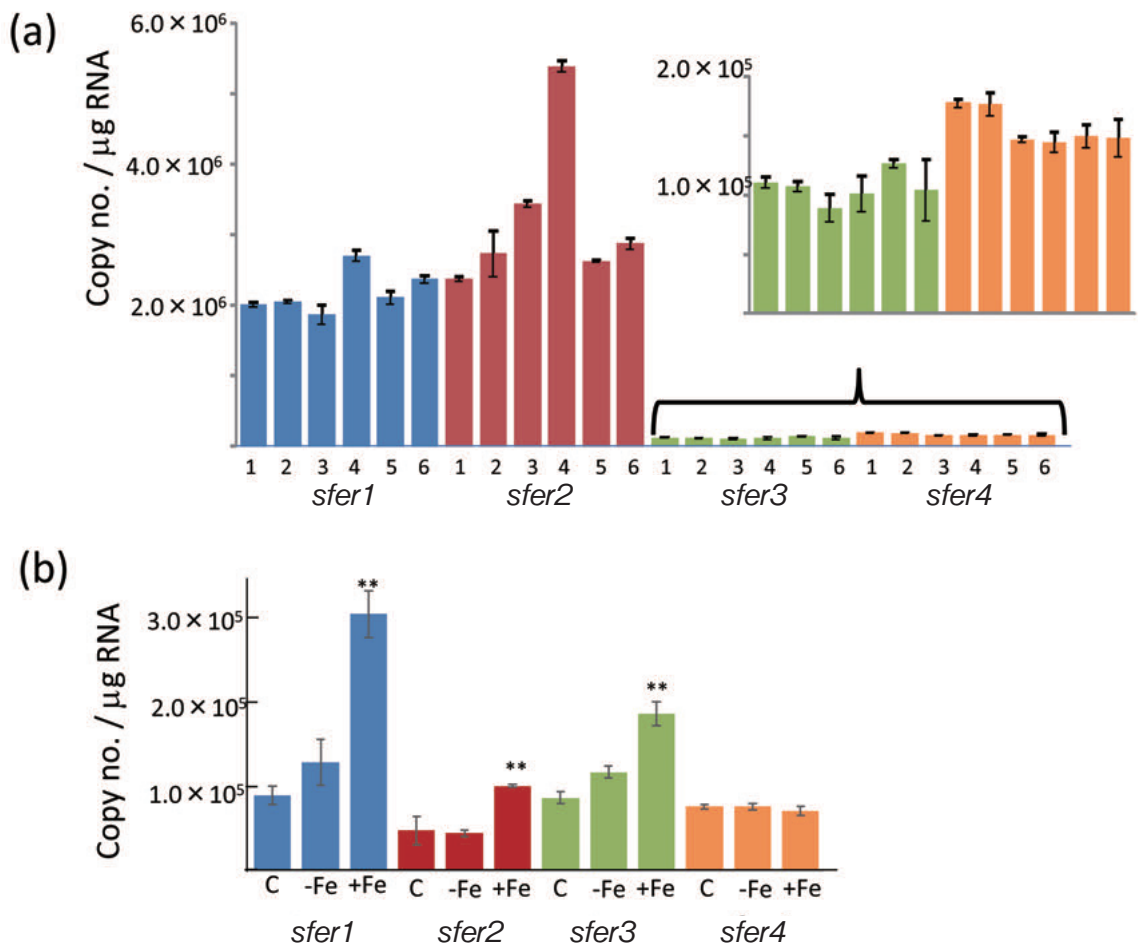 (a)
Copy no. / μg RNA
6.0 × 10⁶
4.0 × 10⁶
2.0 × 10⁶
2.0 × 10⁵
1.0 × 10⁵
1 2 3 4 5 6 1 2 3 4 5 6 1 2 3 4 5 6 1 2 3 4 5 6
sfer1 sfer2 sfer3 sfer4
(b)
Copy no. / μg RNA
3.0 × 10⁵
2.0 × 10⁵
1.0 × 10⁵
** ** **
C -Fe +Fe C -Fe +Fe C -Fe +Fe C -Fe +Fe
sfer1 sfer2 sfer3 sfer4